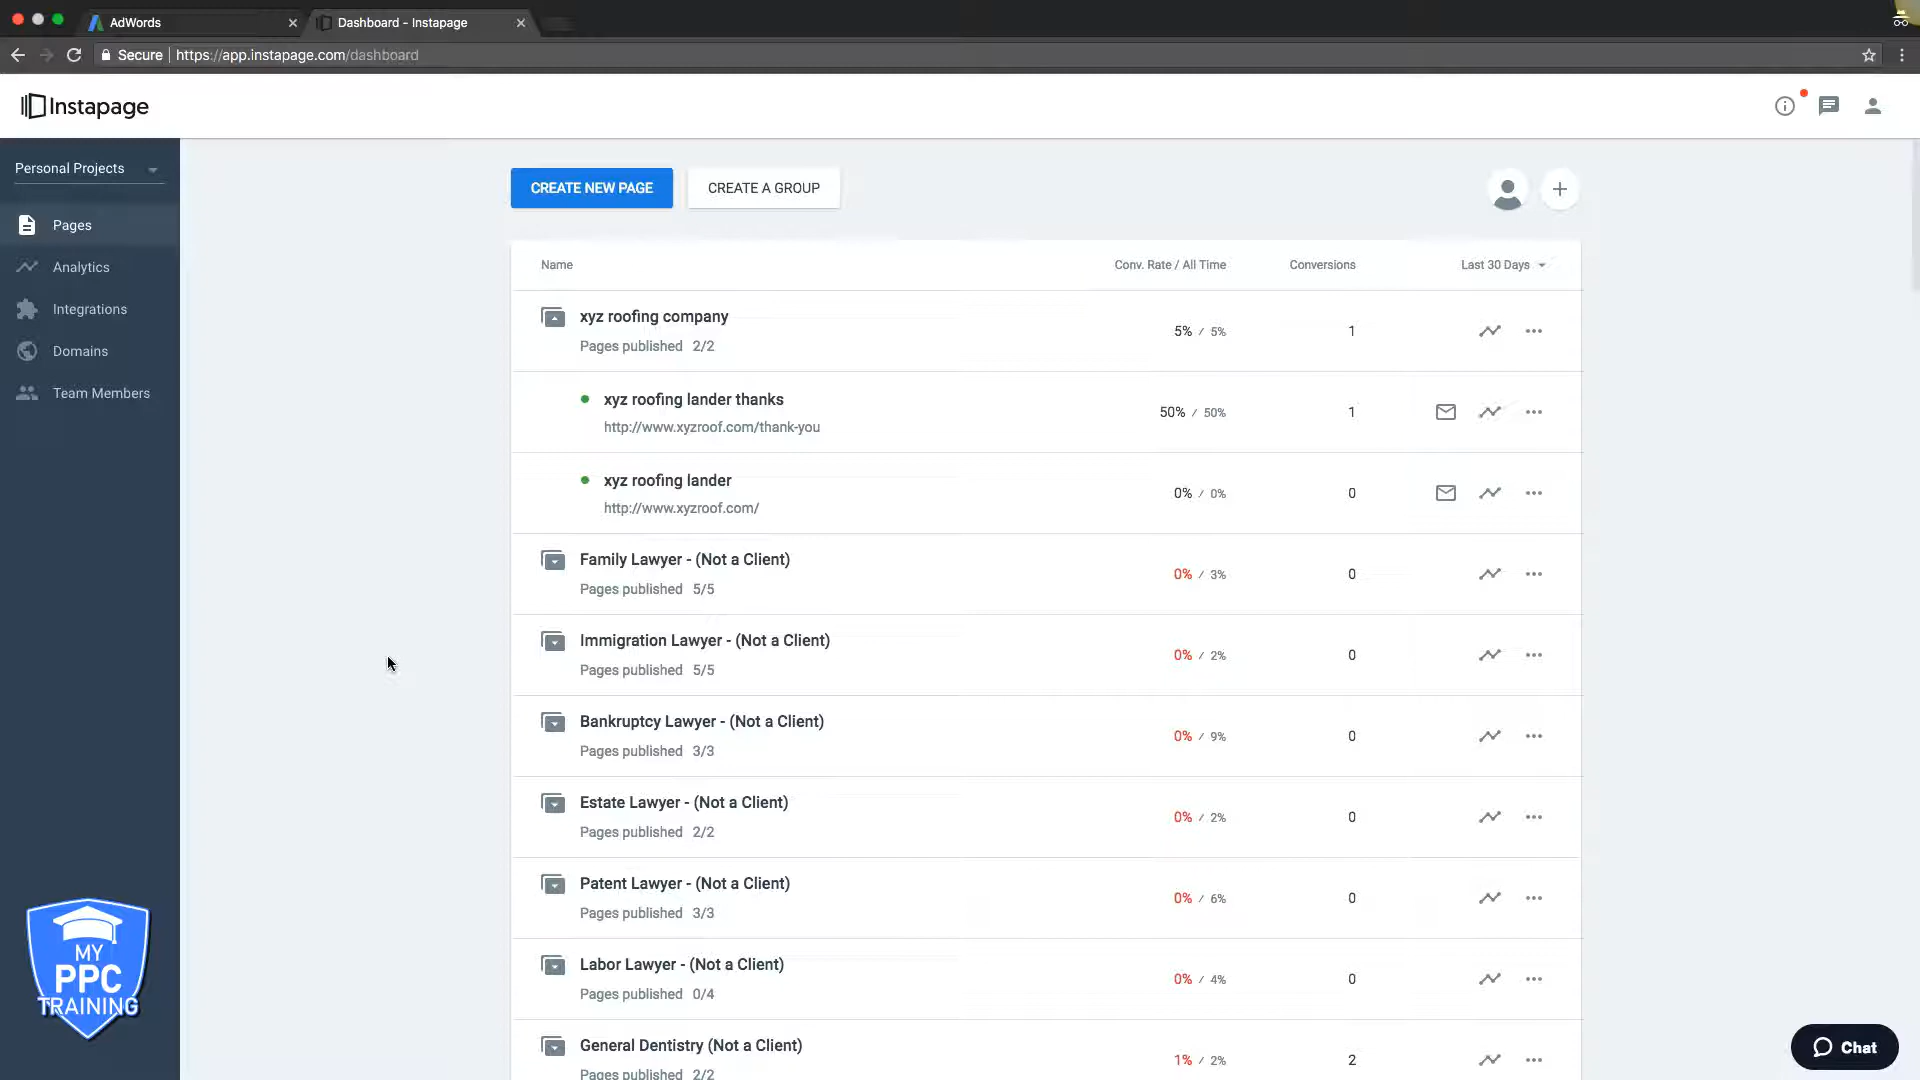 AdWords
Dashboard - Instapage
Secure
https://app.instapage.com/dashboard
Instapage
Personal Projects
Pages
Analytics
Integrations
Domains
Team Members
CREATE NEW PAGE
CREATE A GROUP
Name
Conv. Rate / All Time
Conversions
Last 30 Days
xyz roofing company
Pages published 2/2
5% / 5%
1
xyz roofing lander thanks
http://www.xyzroof.com/thank-you
50% / 50%
1
xyz roofing lander
http://www.xyzroof.com/
0% / 0%
0
Family Lawyer - (Not a Client)
Pages published 5/5
0% / 3%
0
Immigration Lawyer - (Not a Client)
Pages published 5/5
0% / 2%
0
Bankruptcy Lawyer - (Not a Client)
Pages published 3/3
0% / 9%
0
Estate Lawyer - (Not a Client)
Pages published 2/2
0% / 2%
0
Patent Lawyer - (Not a Client)
Pages published 3/3
0% / 6%
0
Labor Lawyer - (Not a Client)
Pages published 0/4
0% / 4%
0
General Dentistry (Not a Client)
Pages published 2/2
1% / 2%
2
MY
PPC
TRAINING
Chat